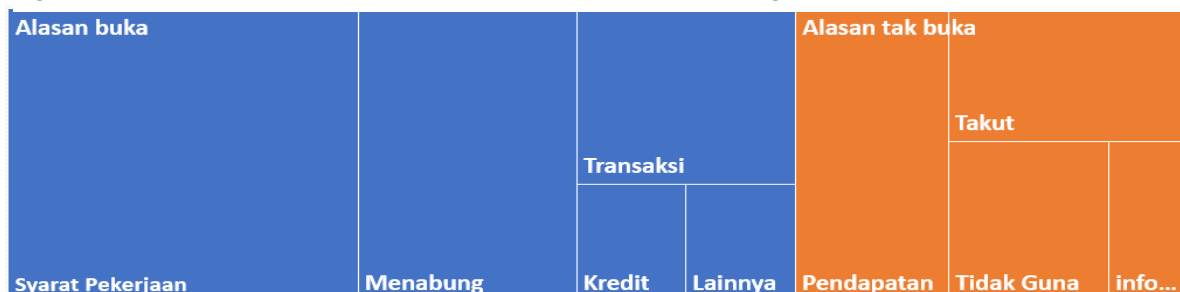 Alasan buka
Alasan tak buka
Takut
Transaksi
Syarat Pekerjaan
Menabung
Kredit
Lainnya
Pendapatan
Tidak Guna
info...